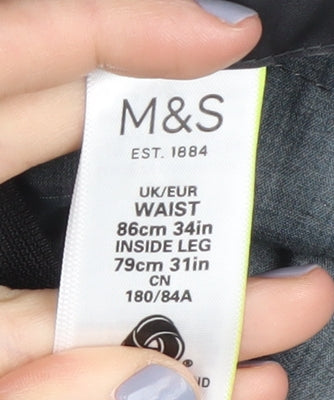 M&S
EST. 1884
UK/EUR
WAIST
86cm 34in
INSIDE LEG
79cm 31in
CN
180/84A
®